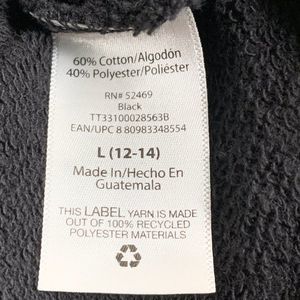 60% Cotton/Algodón
40% Polyester/Poliéster
RN# 52469
Black
TT33100028563B
EAN/UPC 8 80983348554
L (12-14)
Made In/Hecho En
Guatemala
THIS LABEL YARN IS MADE
OUT OF 100% RECYCLED
POLYESTER MATERIALS